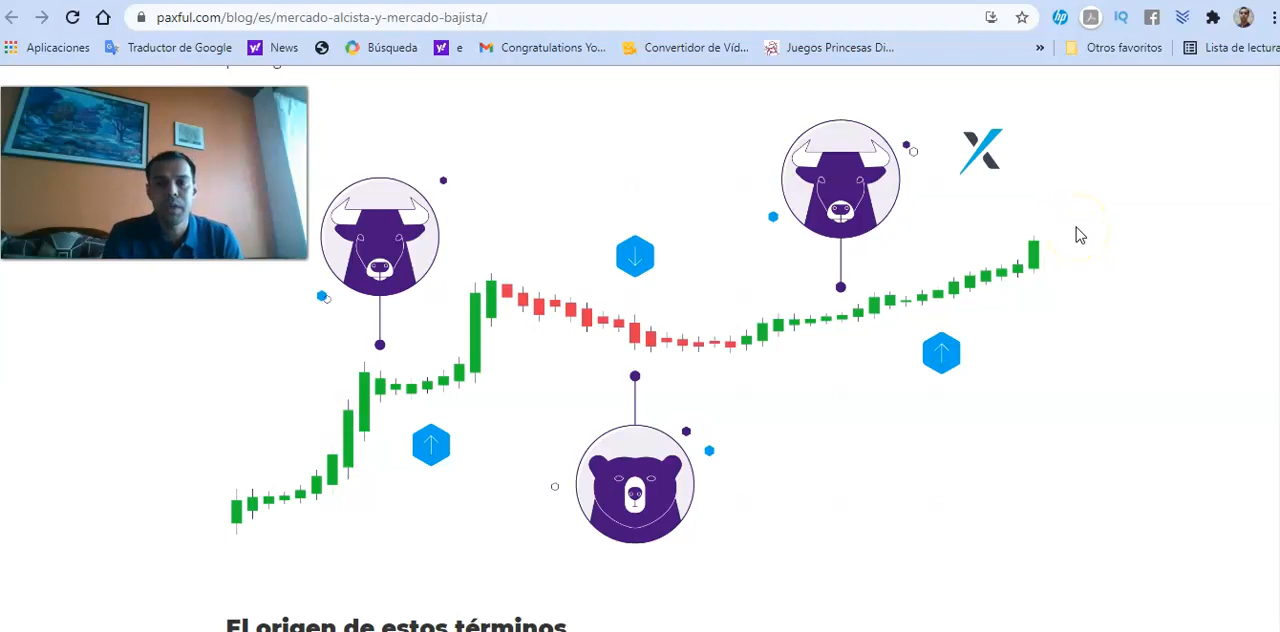 paxful.com/blog/es/mercado-alcista-y-mercado-bajista/
Aplicaciones Traductor de Google News Búsqueda e Congratulations Yo... Convertidor de Víd... Juegos Princesas Di... » Otros favoritos Lista de lectura
El origen de estos términos